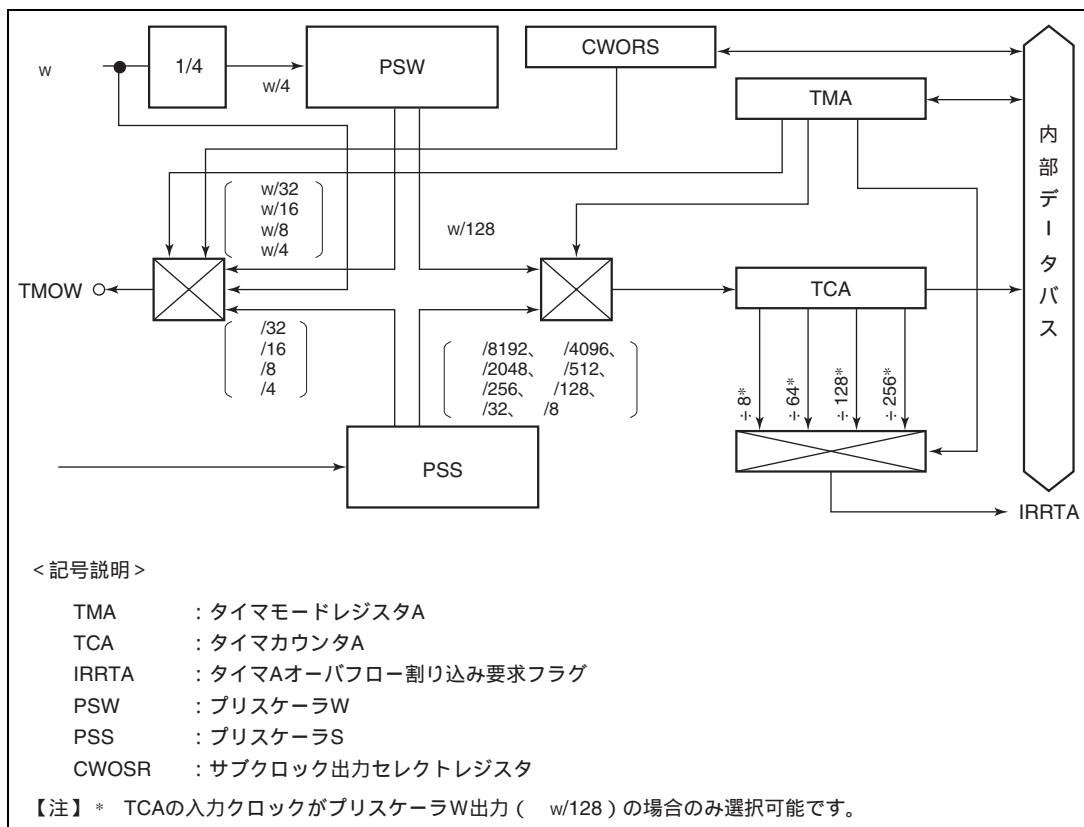 w
1/4
w/4
PSW
CWORS
TMA
w/32
w/16
w/8
w/4
w/128
TMOW
TCA
/32
/16
/8
/4
/8192、 /4096、
/2048、 /512、
/256、 /128、
/32、 /8
÷8*
÷64*
÷128*
÷256*
PSS
内部データバス
IRRTA
<記号説明>
TMA :タイマモードレジスタA
TCA :タイマカウンタA
IRRTA :タイマAオーバフロー割り込み要求フラグ
PSW :プリスケーラW
PSS :プリスケーラS
CWOSR :サブクロック出力セレクトレジスタ
【注】* TCAの入力クロックがプリスケーラW出力( w/128)の場合のみ選択可能です。